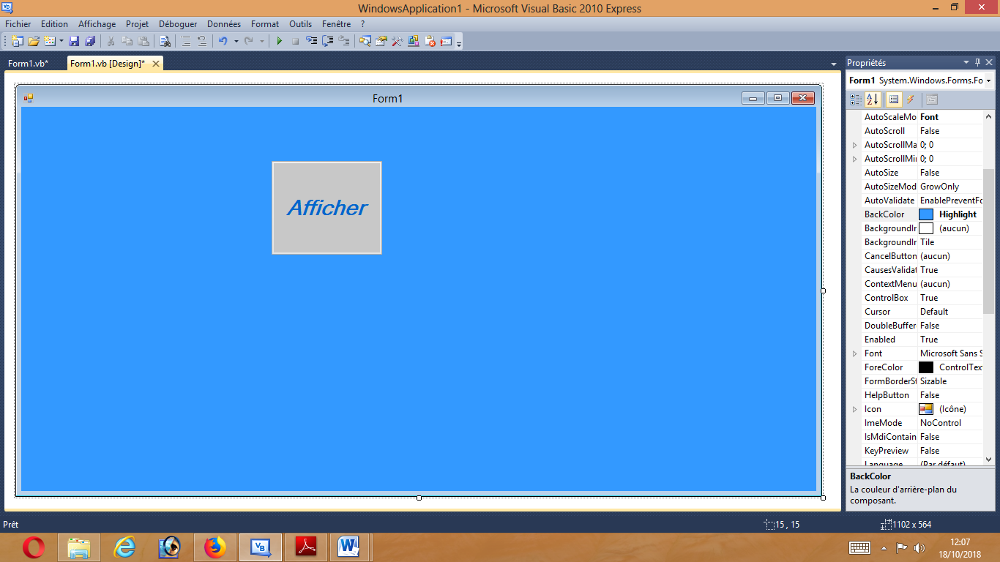 WindowsApplication1 - Microsoft Visual Basic 2010 Express
Fichier Edition Affichage Projet Déboguer Données Format Outils Fenêtre ?
Form1.vb* Form1.vb [Design]*
Form1
Afficher
Propriétés
Form1 System.Windows.Forms.Fo
AutoScaleMo Font
AutoScroll False
AutoScrollMa 0; 0
AutoScrollMi 0; 0
AutoSize False
AutoSizeMod GrowOnly
AutoValidate EnablePreventFo
BackColor Highlight
BackgroundIr (aucun)
BackgroundIr Tile
CancelButton (aucun)
CausesValidat True
ContextMenu (aucun)
ControlBox True
Cursor Default
DoubleBuffer False
Enabled True
Font Microsoft Sans S
ForeColor ControlTex
FormBorderSt Sizable
HelpButton False
Icon (Icône)
ImeMode NoControl
IsMdiContain False
KeyPreview False
Language (Par défaut)
BackColor
La couleur d'arrière-plan du
composant.
Prêt 15 , 15 1102 x 564
12:07
18/10/2018